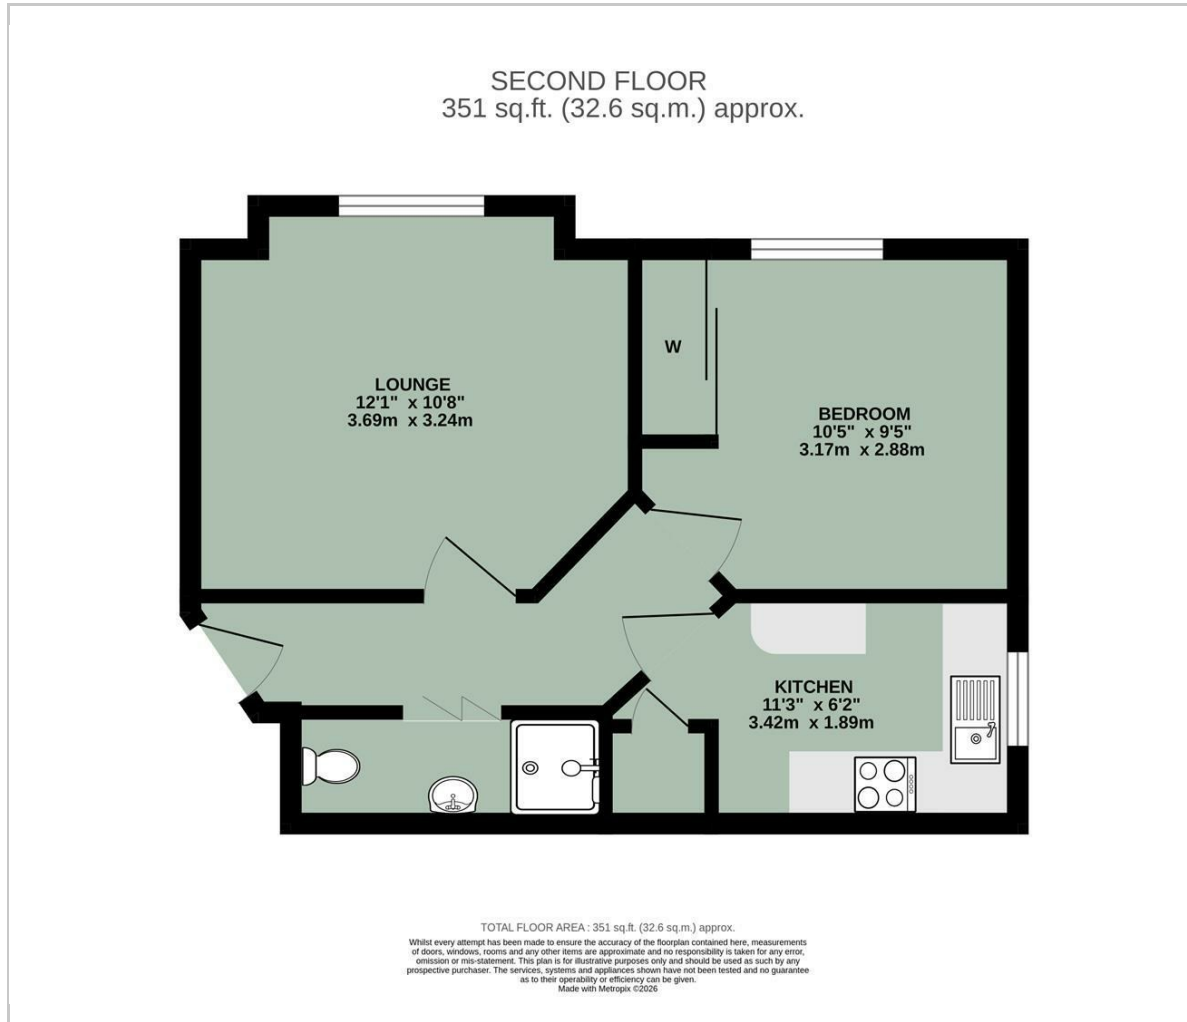 SECOND FLOOR
351 sq.ft. (32.6 sq.m.) approx.
LOUNGE
12'1" x 10'8"
3.69m x 3.24m
W
BEDROOM
10'5" x 9'5"
3.17m x 2.88m
KITCHEN
11'3" x 6'2"
3.42m x 1.89m
TOTAL FLOOR AREA : 351 sq.ft. (32.6 sq.m.) approx.
Whilst every attempt has been made to ensure the accuracy of the floorplan contained here, measurements
of doors, windows, rooms and any other items are approximate and no responsibility is taken for any error,
omission or mis-statement. This plan is for illustrative purposes only and should be used as such by any
prospective purchaser. The services, systems and appliances shown have not been tested and no guarantee
as to their operability or efficiency can be given.
Made with Metropix ©2026